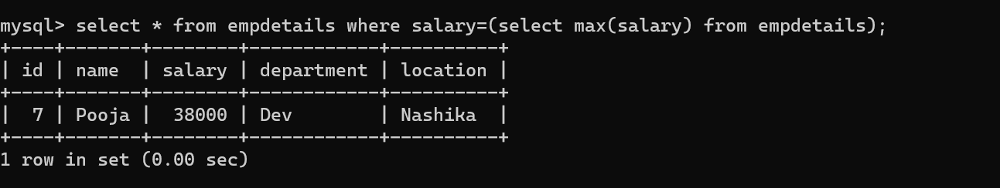 mysql> select * from empdetails where salary=(select max(salary) from empdetails);
+----+-------+--------+------------+----------+
| id | name  | salary | department | location |
+----+-------+--------+------------+----------+
|  7 | Pooja |  38000 | Dev        | Nashika  |
+----+-------+--------+------------+----------+
1 row in set (0.00 sec)